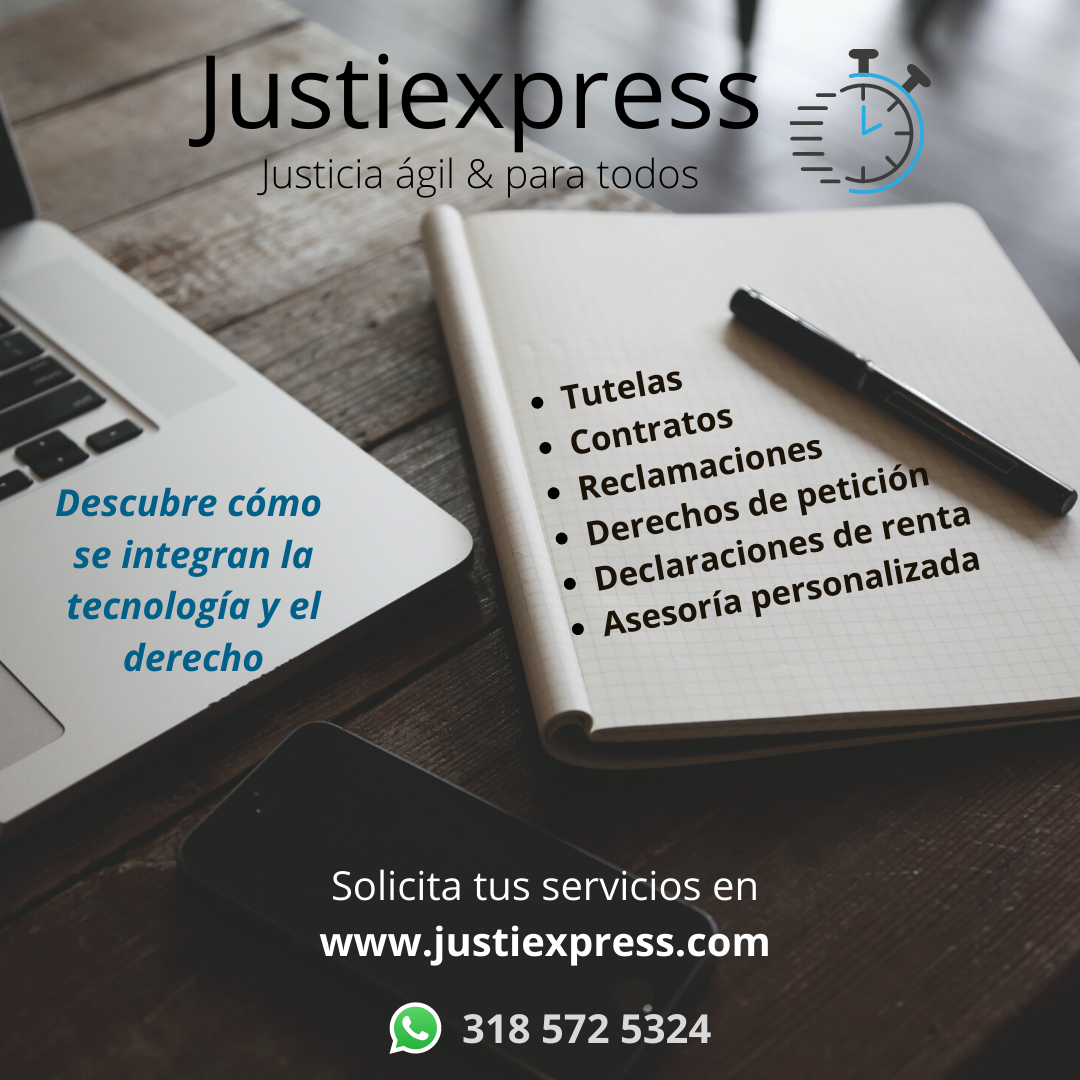 Justiexpress
Justicia ágil & para todos
• Tutelas
• Contratos
• Reclamaciones
• Derechos de petición
• Declaraciones de renta
• Asesoría personalizada
Descubre cómo
se integran la
tecnología y el
derecho
Solicita tus servicios en
www.justiexpress.com
318 572 5324